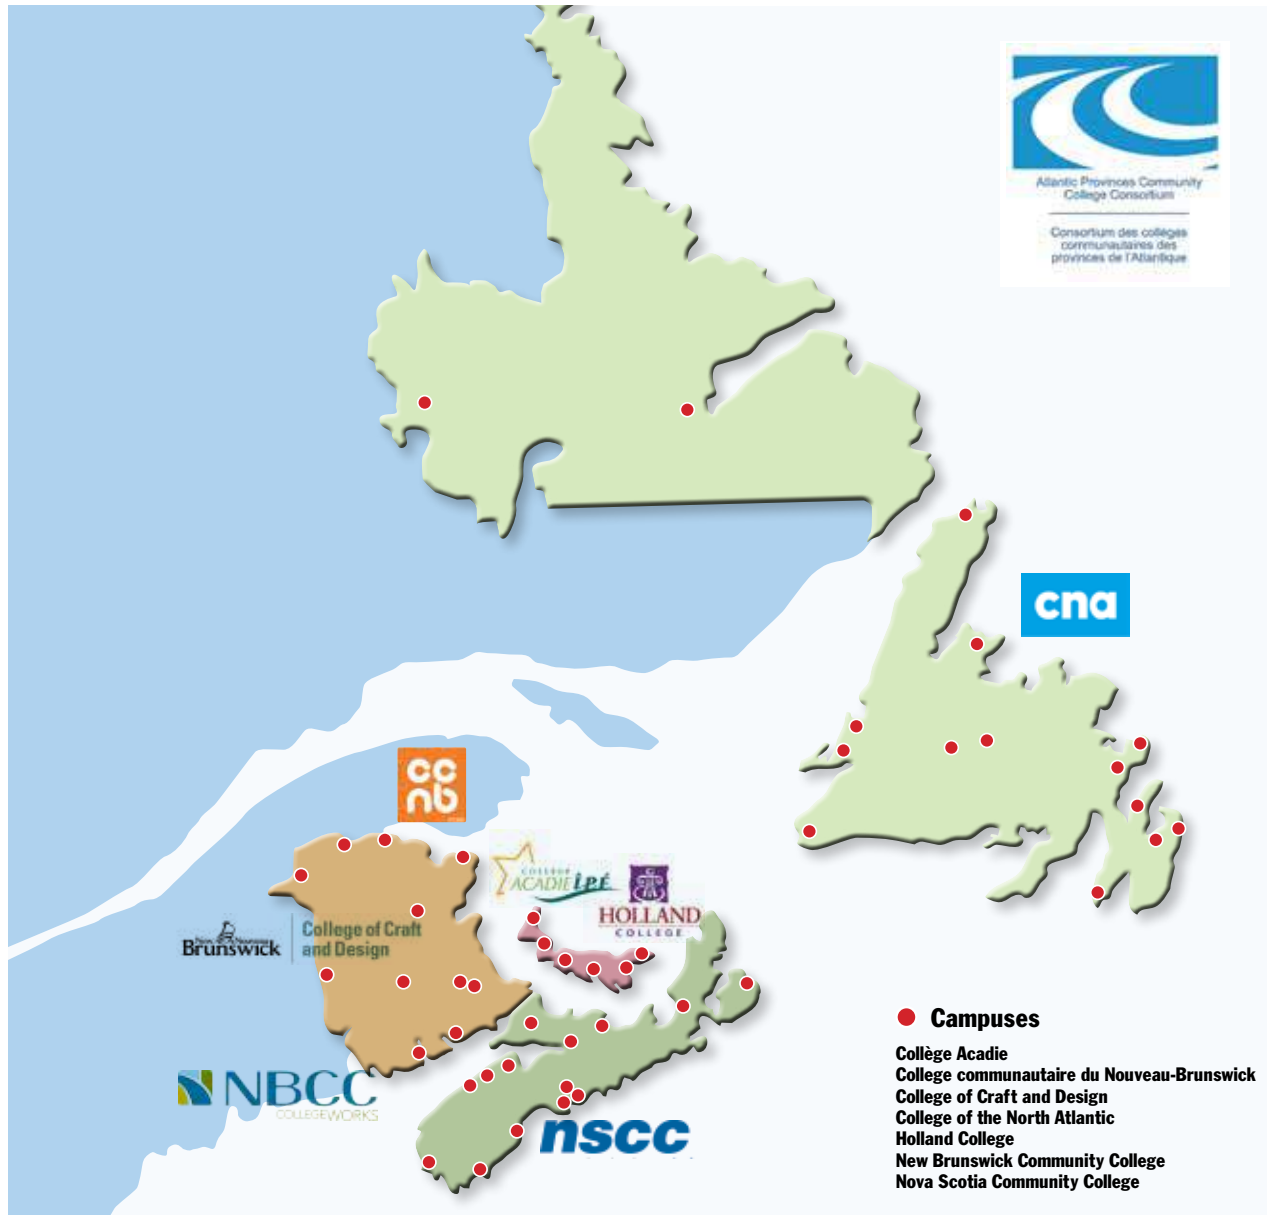 Atlantic Provinces Community
College Consortium
Consortium des collèges
communautaires des
provinces de l'Atlantique
cna
cc
nb
COLLÈGE
ACADIE ÎPÉ
HOLLAND
COLLEGE
New Nouveau
Brunswick
College of Craft
and Design
NBCC
COLLEGEWORKS
nscc
Campuses
Collège Acadie
College communautaire du Nouveau-Brunswick
College of Craft and Design
College of the North Atlantic
Holland College
New Brunswick Community College
Nova Scotia Community College